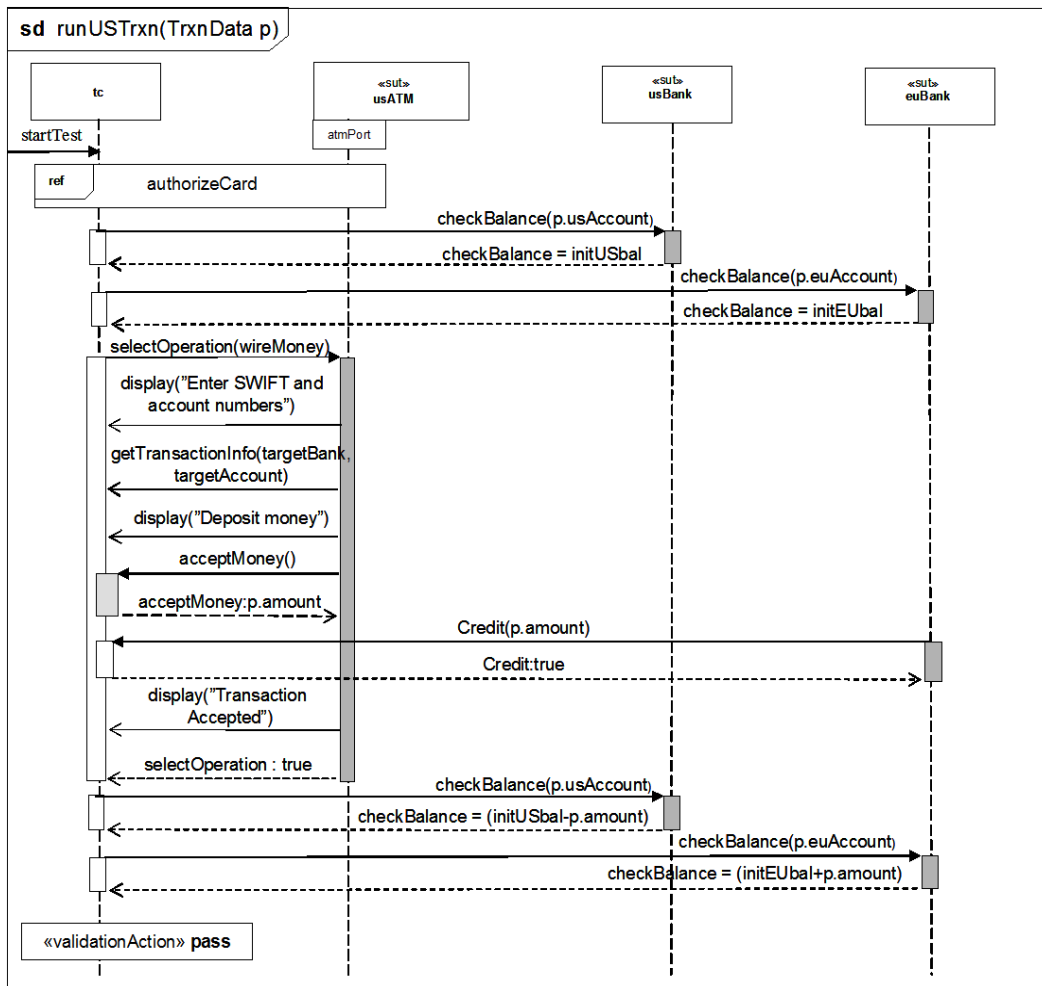 sd runUSTrxn(TrxnData p)
tc
«sut»
usATM
«sut»
usBank
«sut»
euBank
startTest
atmPort
ref
authorizeCard
checkBalance(p.usAccount)
checkBalance = initUSbal
checkBalance(p.euAccount)
checkBalance = initEUbal
selectOperation(wireMoney)
display(”Enter SWIFT and
account numbers”)
getTransactionInfo(targetBank,
targetAccount)
display(”Deposit money”)
acceptMoney()
acceptMoney:p.amount
Credit(p.amount)
Credit:true
display(”Transaction
Accepted”)
selectOperation : true
checkBalance(p.usAccount)
checkBalance = (initUSbal-p.amount)
checkBalance(p.euAccount)
checkBalance = (initEUbal+p.amount)
«validationAction» pass